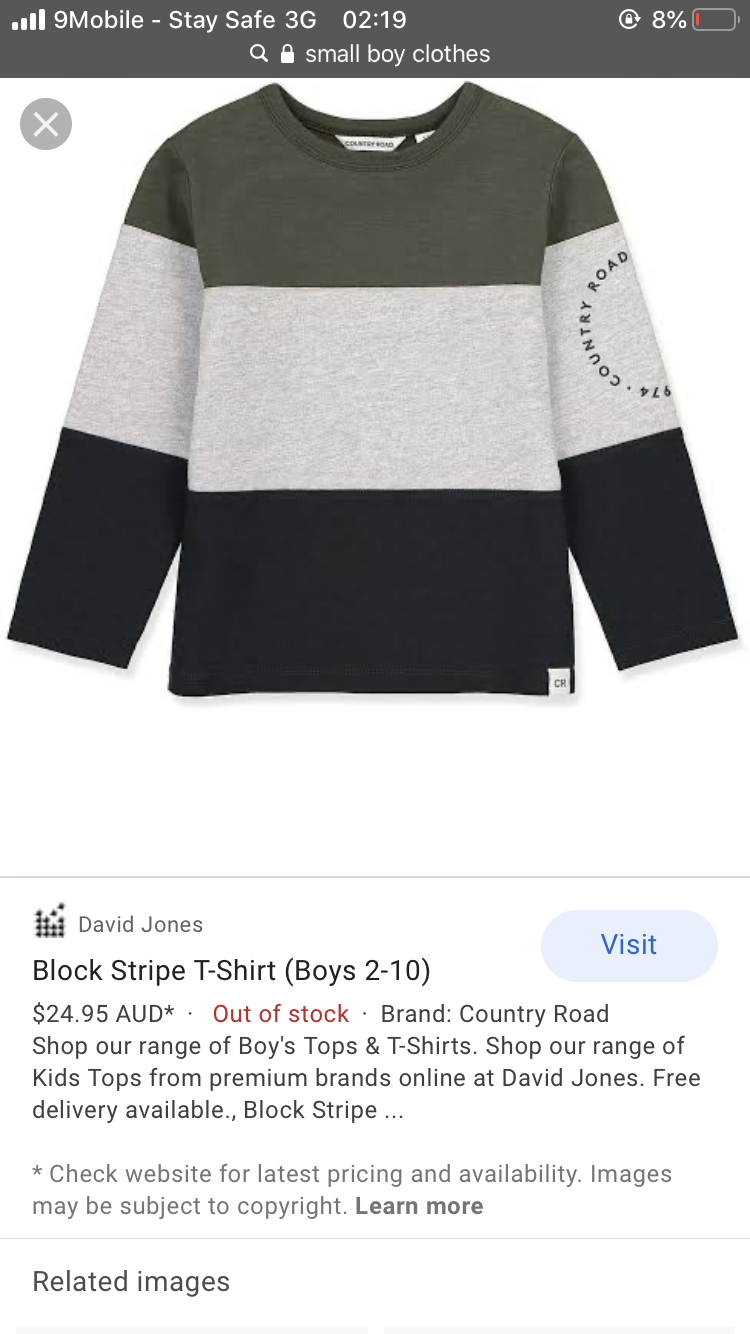 9Mobile - Stay Safe 3G 02:19 8%
small boy clothes
COUNTRY ROAD
COUNTRY ROAD
974 .
CR
David Jones
Visit
Block Stripe T-Shirt (Boys 2-10)
$24.95 AUD* · Out of stock · Brand: Country Road
Shop our range of Boy's Tops & T-Shirts. Shop our range of
Kids Tops from premium brands online at David Jones. Free
delivery available., Block Stripe ...
* Check website for latest pricing and availability. Images
may be subject to copyright. Learn more
Related images